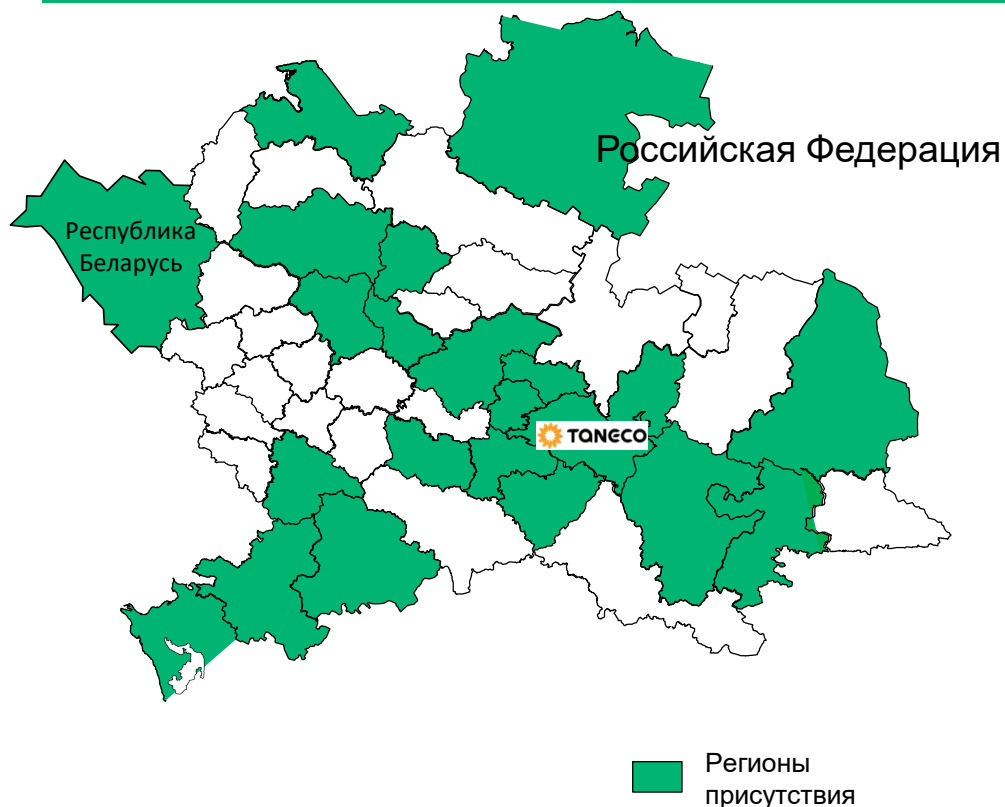 Российская Федерация
Республика
Беларусь
TANECO
Регионы
присутствия